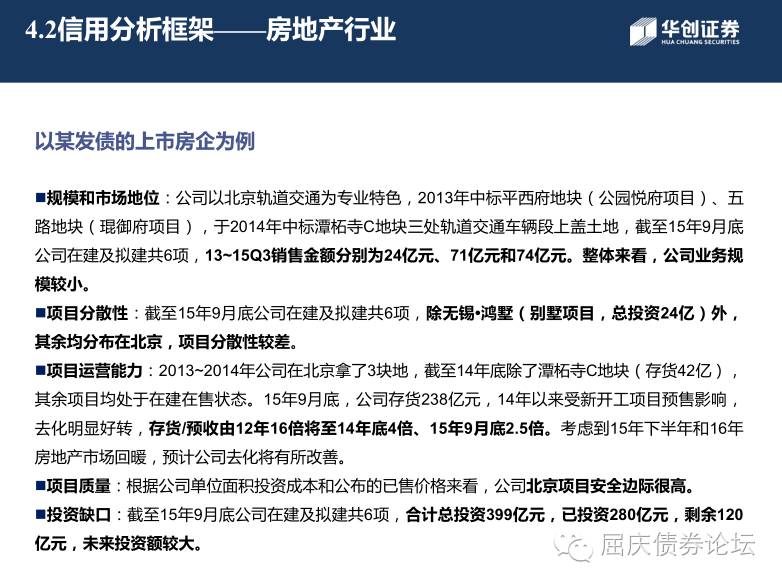 4.2信用分析框架——房地产行业
华创证券
HUA CHUANG SECURITIES
以某发债的上市房企为例
■规模和市场地位：公司以北京轨道交通为专业特色，2013年中标平西府地块（公园悦府项目）、五
路地块（琨御府项目），于2014年中标潭柘寺C地块三处轨道交通车辆段上盖土地，截至15年9月底
公司在建及拟建共6项，13~15Q3销售金额分别为24亿元、71亿元和74亿元。整体来看，公司业务规
模较小。
■项目分散性：截至15年9月底公司在建及拟建共6项，除无锡•鸿墅（别墅项目，总投资24亿）外，
其余均分布在北京，项目分散性较差。
■项目运营能力：2013~2014年公司在北京拿了3块地，截至14年底除了潭柘寺C地块（存货42亿），
其余项目均处于在建在售状态。15年9月底，公司存货238亿元，14年以来受新开工项目预售影响，
去化明显好转，存货/预收由12年16倍将至14年底4倍、15年9月底2.5倍。考虑到15年下半年和16年
房地产市场回暖，预计公司去化将有所改善。
■项目质量：根据公司单位面积投资成本和公布的已售价格来看，公司北京项目安全边际很高。
■投资缺口：截至15年9月底公司在建及拟建共6项，合计总投资399亿元，已投资280亿元，剩余120
亿元，未来投资额较大。
屈庆债券论坛